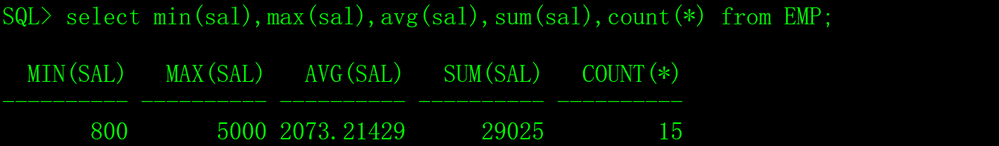 SQL> select min(sal),max(sal),avg(sal),sum(sal),count(*) from EMP;
MIN(SAL) MAX(SAL) AVG(SAL) SUM(SAL) COUNT(*)
---------- ---------- ---------- ---------- ----------
800 5000 2073.21429 29025 15